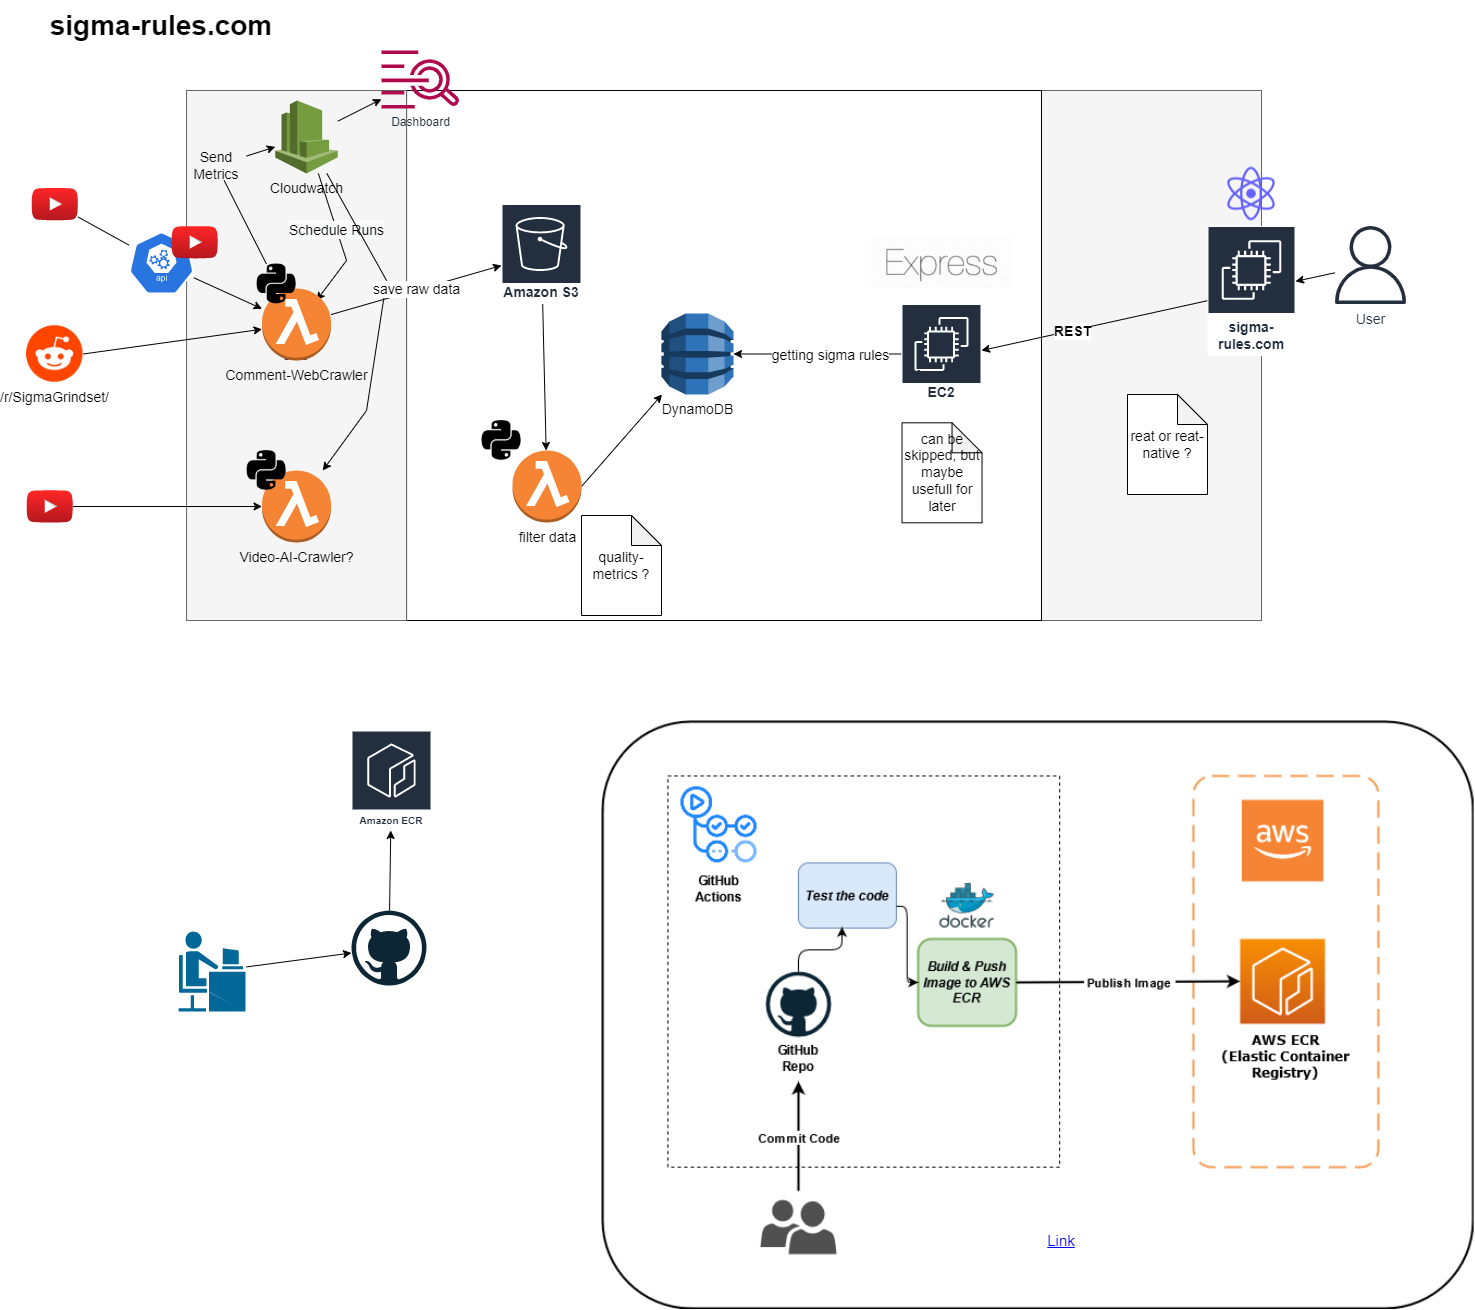 sigma-rules.com
Dashboard
Send
Metrics
Cloudwatch
Schedule Runs
api
save raw data
Amazon S3
Express
sigma-
rules.com
User
REST
Comment-WebCrawler
/r/SigmaGrindset/
getting sigma rules
EC2
DynamoDB
can be
skipped, but
maybe
usefull for
later
reat or reat-
native ?
filter data
quality-
metrics ?
Video-AI-Crawler?
Amazon ECR
GitHub
Actions
Test the code
docker
Build & Push
Image to AWS
ECR
Publish Image
aws
AWS ECR
(Elastic Container
Registry)
GitHub
Repo
Commit Code
Link